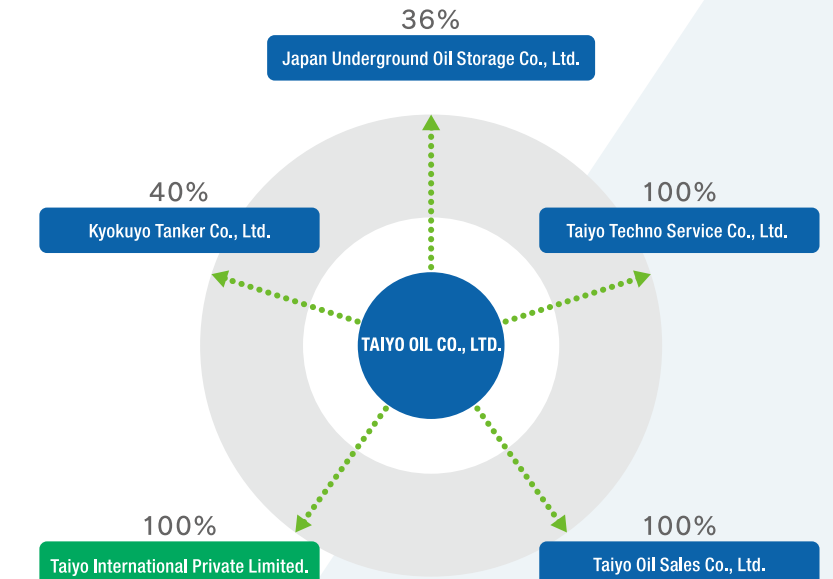 36%
Japan Underground Oil Storage Co., Ltd.
40%
Kyokuyo Tanker Co., Ltd.
100%
Taiyo Techno Service Co., Ltd.
TAIYO OIL CO., LTD.
100%
Taiyo International Private Limited.
100%
Taiyo Oil Sales Co., Ltd.